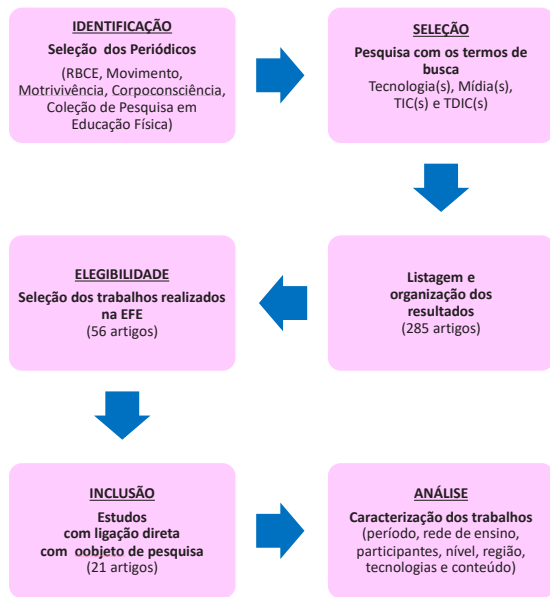 IDENTIFICAÇÃO
Seleção dos Periódicos
(RBCE, Movimento,
Motrivivência, Corpoconsciência,
Coleção de Pesquisa em
Educação Física)
SELEÇÃO
Pesquisa com os termos de
busca
Tecnologia(s), Mídia(s),
TIC(s) e TDIC(s)
Listagem e
organização dos
resultados
(285 artigos)
ELEGIBILIDADE
Seleção dos trabalhos realizados
na EFE
(56 artigos)
INCLUSÃO
Estudos
com ligação direta
com oobjeto de pesquisa
(21 artigos)
ANÁLISE
Caracterização dos trabalhos
(período, rede de ensino,
participantes, nível, região,
tecnologias e conteúdo)